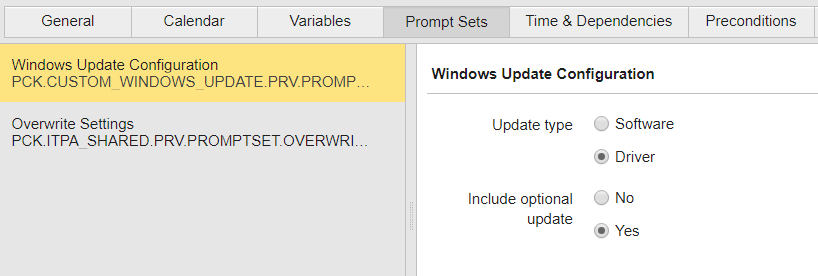 General Calendar Variables Prompt Sets Time & Dependencies Preconditions
Windows Update Configuration
PCK.CUSTOM_WINDOWS_UPDATE.PRV.PROMP...
Overwrite Settings
PCK.ITPA_SHARED.PRV.PROMPTSET.OVERWRI...
Windows Update Configuration
Update type Software
Driver
Include optional No
update Yes